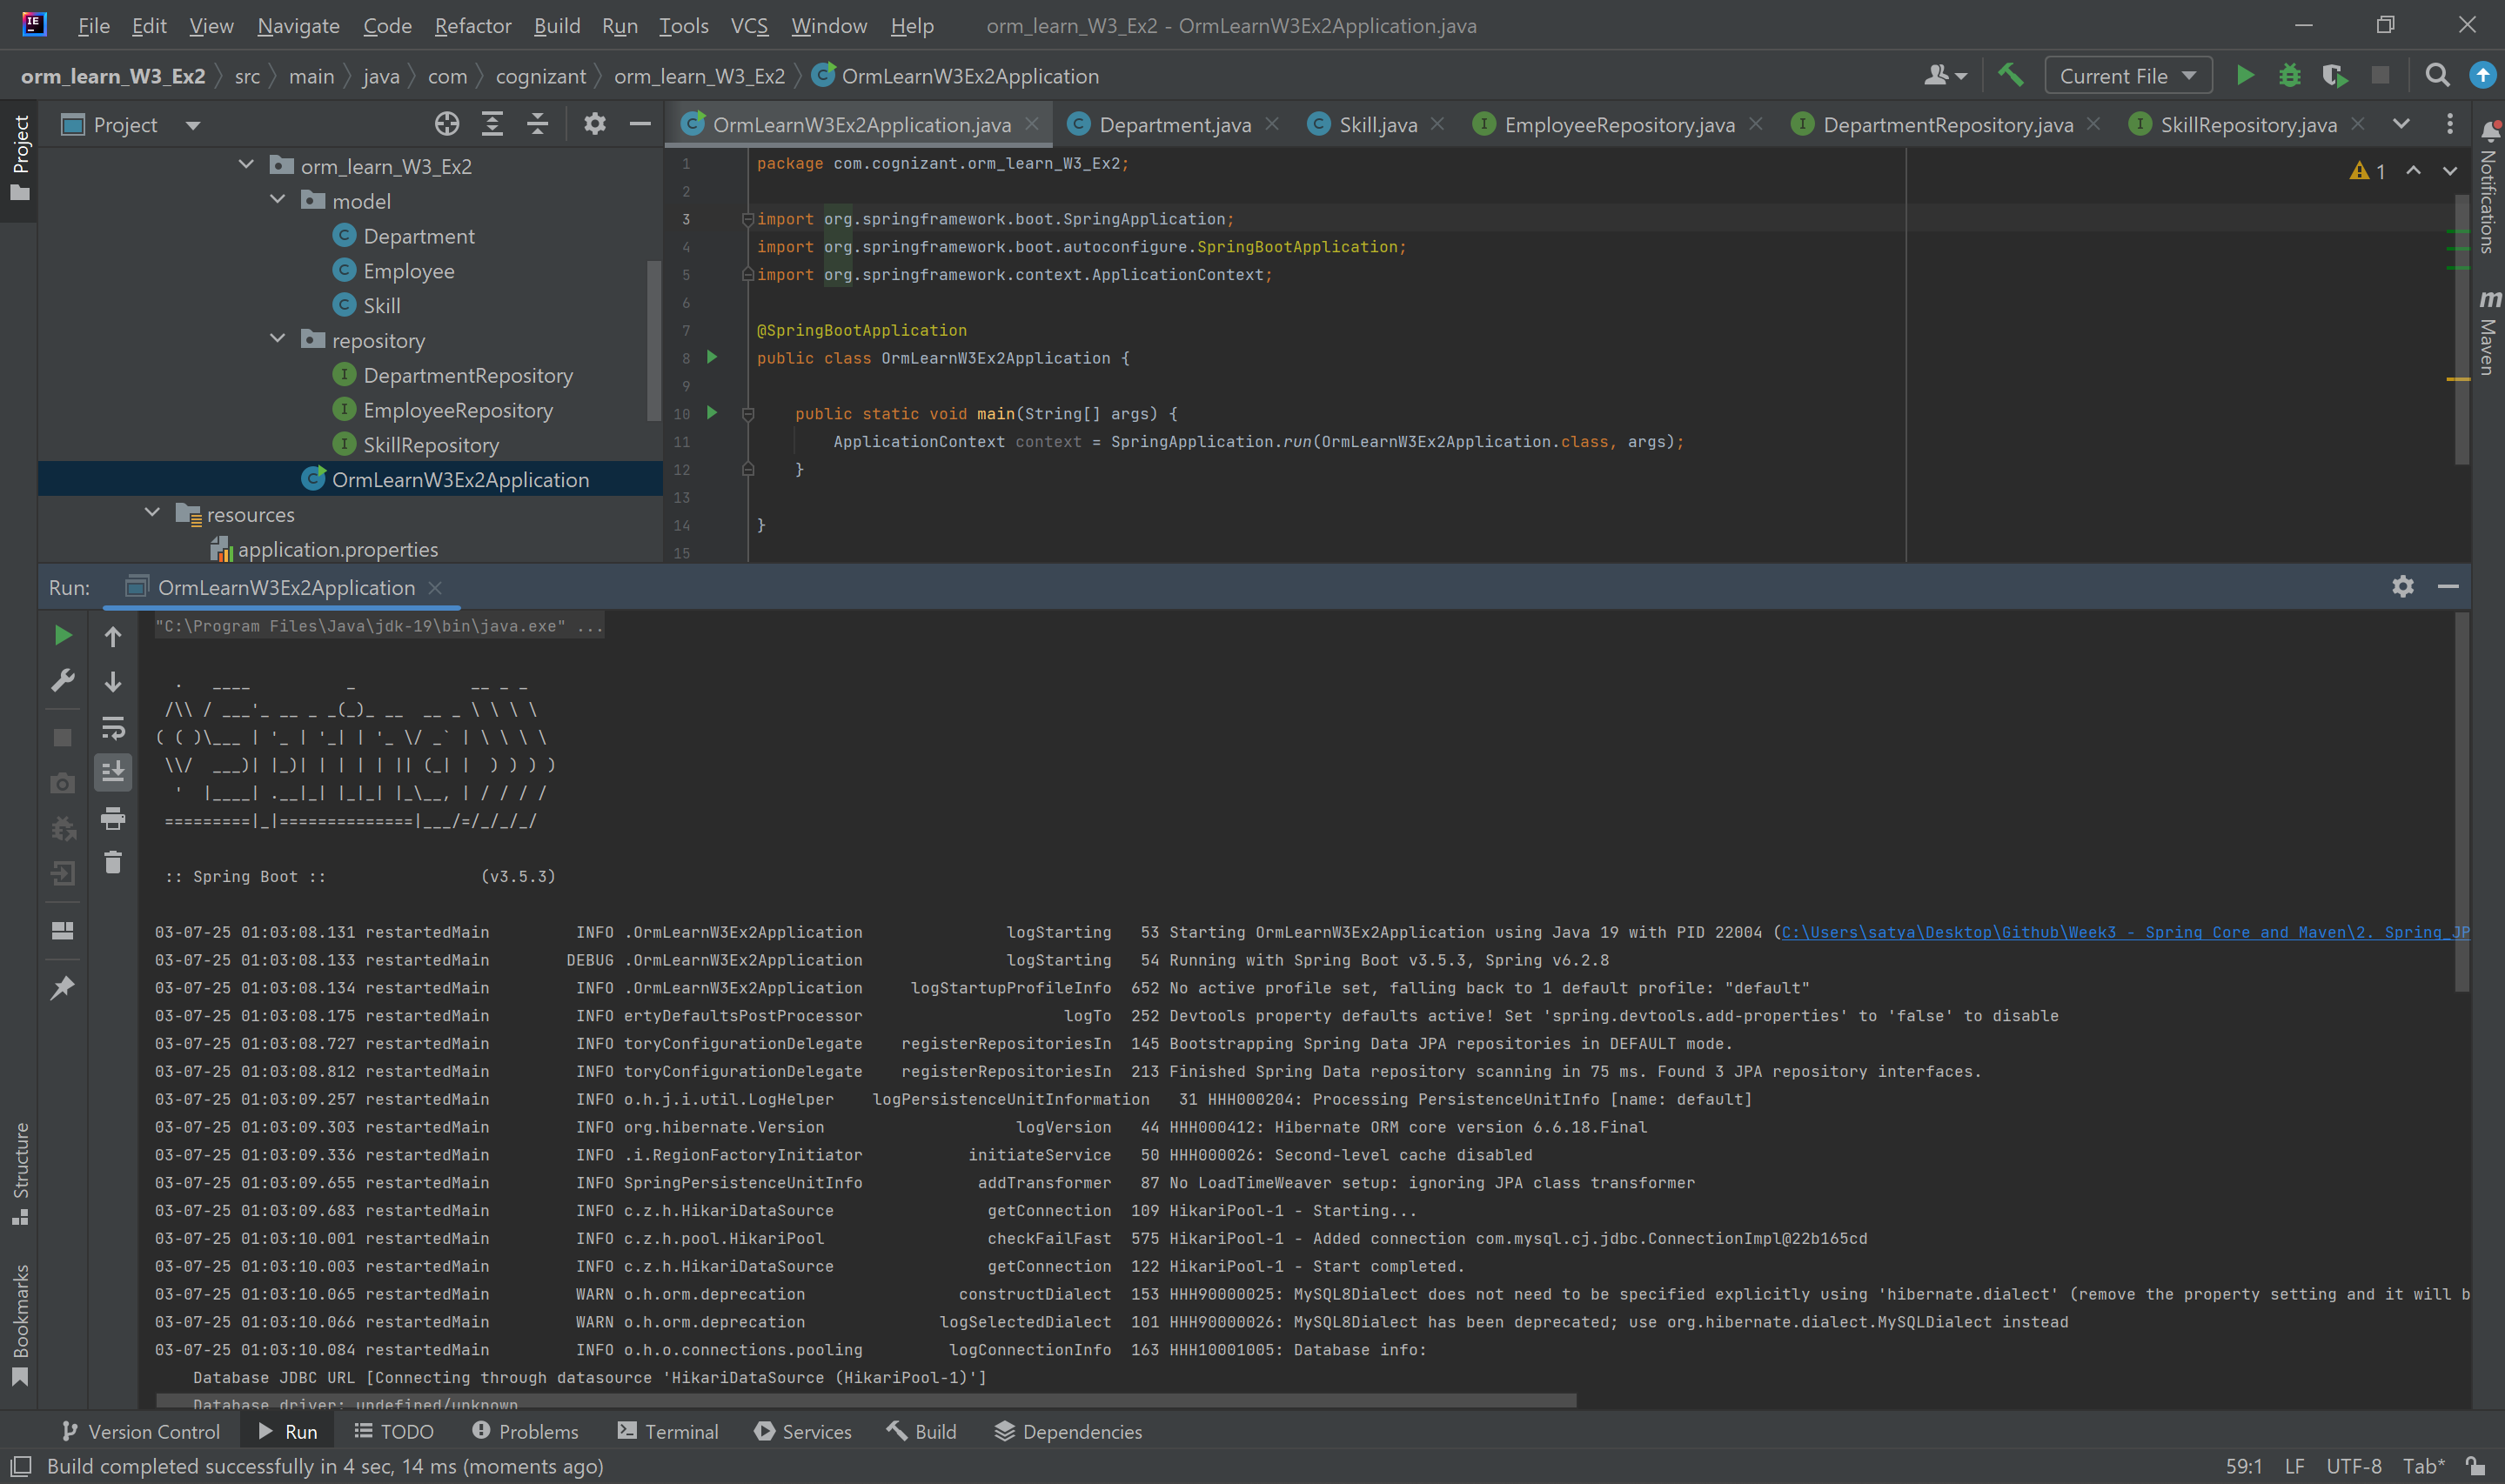 File Edit View Navigate Code Refactor Build Run Tools VCS Window Help orm_learn_W3_Ex2 - OrmLearnW3Ex2Application.java
orm_learn_W3_Ex2 src main java com cognizant orm_learn_W3_Ex2 OrmLearnW3Ex2Application Current File
Project
Project
OrmLearnW3Ex2Application.java Department.java Skill.java EmployeeRepository.java DepartmentRepository.java SkillRepository.java
Notifications
Maven
orm_learn_W3_Ex2
model
Department
Employee
Skill
repository
DepartmentRepository
EmployeeRepository
SkillRepository
OrmLearnW3Ex2Application
resources
application.properties
1 package com.cognizant.orm_learn_W3_Ex2;
2
3 import org.springframework.boot.SpringApplication;
4 import org.springframework.boot.autoconfigure.SpringBootApplication;
5 import org.springframework.context.ApplicationContext;
6
7 @SpringBootApplication
8 public class OrmLearnW3Ex2Application {
9
10 public static void main(String[] args) {
11 ApplicationContext context = SpringApplication.run(OrmLearnW3Ex2Application.class, args);
12 }
13
14 }
15
1
Run: OrmLearnW3Ex2Application
"C:\Program Files\Java\jdk-19\bin\java.exe" ...
  .   ____          _            __ _ _
 /\\ / ___'_ __ _ _(_)_ __  __ _ \ \ \ \
( ( )\___ | '_ | '_| | '_ \/ _` | \ \ \ \
 \\/  ___)| |_)| | | | | || (_| |  ) ) ) )
  '  |____| .__|_| |_|_| |_\__, | / / / /
 =========|_|==============|___/=/_/_/_/
:: Spring Boot :: (v3.5.3)
03-07-25 01:03:08.131 restartedMain INFO .OrmLearnW3Ex2Application logStarting 53 Starting OrmLearnW3Ex2Application using Java 19 with PID 22004 (C:\Users\satya\Desktop\Github\Week3 - Spring Core and Maven\2. Spring_JP
03-07-25 01:03:08.133 restartedMain DEBUG .OrmLearnW3Ex2Application logStarting 54 Running with Spring Boot v3.5.3, Spring v6.2.8
03-07-25 01:03:08.134 restartedMain INFO .OrmLearnW3Ex2Application logStartupProfileInfo 652 No active profile set, falling back to 1 default profile: "default"
03-07-25 01:03:08.175 restartedMain INFO ertyDefaultsPostProcessor logTo 252 Devtools property defaults active! Set 'spring.devtools.add-properties' to 'false' to disable
03-07-25 01:03:08.727 restartedMain INFO toryConfigurationDelegate registerRepositoriesIn 145 Bootstrapping Spring Data JPA repositories in DEFAULT mode.
03-07-25 01:03:08.812 restartedMain INFO toryConfigurationDelegate registerRepositoriesIn 213 Finished Spring Data repository scanning in 75 ms. Found 3 JPA repository interfaces.
03-07-25 01:03:09.257 restartedMain INFO o.h.j.i.util.LogHelper logPersistenceUnitInformation 31 HHH000204: Processing PersistenceUnitInfo [name: default]
03-07-25 01:03:09.303 restartedMain INFO org.hibernate.Version logVersion 44 HHH000412: Hibernate ORM core version 6.6.18.Final
03-07-25 01:03:09.336 restartedMain INFO .i.RegionFactoryInitiator initiateService 50 HHH000026: Second-level cache disabled
03-07-25 01:03:09.655 restartedMain INFO SpringPersistenceUnitInfo addTransformer 87 No LoadTimeWeaver setup: ignoring JPA class transformer
03-07-25 01:03:09.683 restartedMain INFO c.z.h.HikariDataSource getConnection 109 HikariPool-1 - Starting...
03-07-25 01:03:10.001 restartedMain INFO c.z.h.pool.HikariPool checkFailFast 575 HikariPool-1 - Added connection com.mysql.cj.jdbc.ConnectionImpl@22b165cd
03-07-25 01:03:10.003 restartedMain INFO c.z.h.HikariDataSource getConnection 122 HikariPool-1 - Start completed.
03-07-25 01:03:10.065 restartedMain WARN o.h.orm.deprecation constructDialect 153 HHH90000025: MySQL8Dialect does not need to be specified explicitly using 'hibernate.dialect' (remove the property setting and it will b
03-07-25 01:03:10.066 restartedMain WARN o.h.orm.deprecation logSelectedDialect 101 HHH90000026: MySQL8Dialect has been deprecated; use org.hibernate.dialect.MySQLDialect instead
03-07-25 01:03:10.084 restartedMain INFO o.h.o.connections.pooling logConnectionInfo 163 HHH10001005: Database info:
Database JDBC URL [Connecting through datasource 'HikariDataSource (HikariPool-1)']
Database driver: undefined/unknown
Structure
Bookmarks
Version Control Run TODO Problems Terminal Services Build Dependencies
Build completed successfully in 4 sec, 14 ms (moments ago) 59:1 LF UTF-8 Tab*